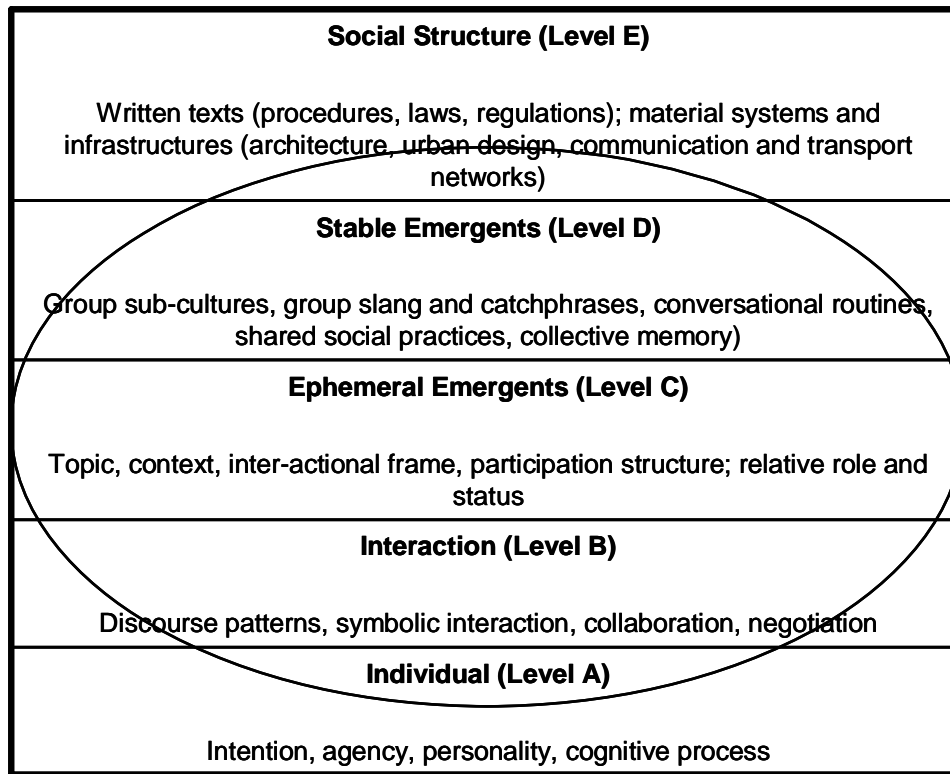 Social Structure (Level E)
Written texts (procedures, laws, regulations); material systems and
infrastructures (architecture, urban design, communication and transport
networks)
Stable Emergents (Level D)
Group sub-cultures, group slang and catchphrases, conversational routines,
shared social practices, collective memory)
Ephemeral Emergents (Level C)
Topic, context, inter-actional frame, participation structure; relative role and
status
Interaction (Level B)
Discourse patterns, symbolic interaction, collaboration, negotiation
Individual (Level A)
Intention, agency, personality, cognitive process